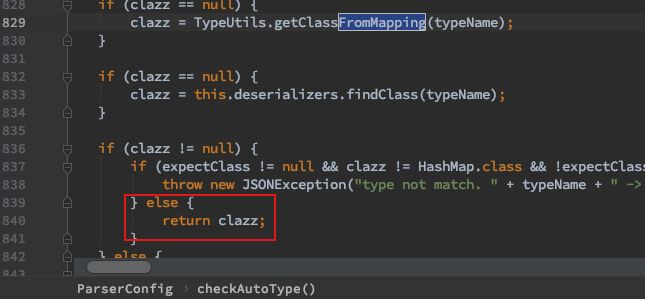 828 if (clazz == null) {
829 clazz = TypeUtils.getClassFromMapping(typeName);
830 }
831
832 if (clazz == null) {
833 clazz = this.deserializers.findClass(typeName);
834 }
835
836 if (clazz != null) {
837 if (expectClass != null && clazz != HashMap.class && !expectClass
838 throw new JSONException("type not match. " + typeName + " ->
839 } else {
840 return clazz;
841 }
842 } else {
843
ParserConfig › checkAutoType()